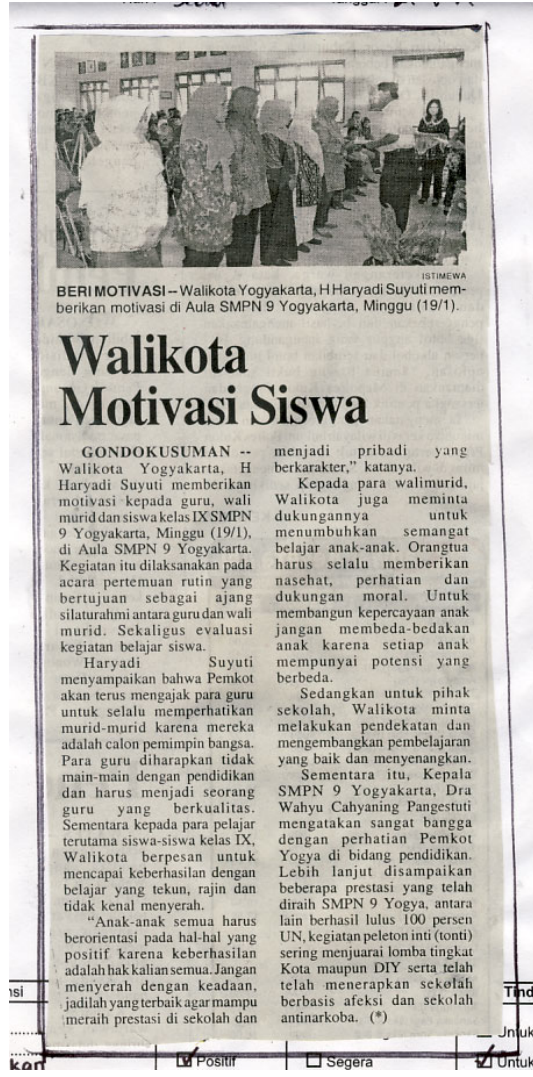 ISTIMEWA
BERI MOTIVASI -- Walikota Yogyakarta, H Haryadi Suyuti mem-
berikan motivasi di Aula SMPN 9 Yogyakarta, Minggu (19/1).
Walikota
Motivasi Siswa
GONDOKUSUMAN --
Walikota Yogyakarta, H
Haryadi Suyuti memberikan
motivasi kepada guru, wali
murid dan siswa kelas IX SMPN
9 Yogyakarta, Minggu (19/1),
di Aula SMPN 9 Yogyakarta.
Kegiatan itu dilaksanakan pada
acara pertemuan rutin yang
bertujuan sebagai ajang
silaturahmi antara guru dan wali
murid. Sekaligus evaluasi
kegiatan belajar siswa.
Haryadi Suyuti
menyampaikan bahwa Pemkot
akan terus mengajak para guru
untuk selalu memperhatikan
murid-murid karena mereka
adalah calon pemimpin bangsa.
Para guru diharapkan tidak
main-main dengan pendidikan
dan harus menjadi seorang
guru yang berkualitas.
Sementara kepada para pelajar
terutama siswa-siswa kelas IX,
Walikota berpesan untuk
mencapai keberhasilan dengan
belajar yang tekun, rajin dan
tidak kenal menyerah.
"Anak-anak semua harus
berorientasi pada hal-hal yang
positif karena keberhasilan
adalah hak kalian semua. Jangan
menyerah dengan keadaan,
jadilah yang terbaik agar mampu
meraih prestasi di sekolah dan
menjadi pribadi yang
berkarakter," katanya.
Kepada para walimurid,
Walikota juga meminta
dukungannya untuk
menumbuhkan semangat
belajar anak-anak. Orangtua
harus selalu memberikan
nasehat, perhatian dan
dukungan moral. Untuk
membangun kepercayaan anak
jangan membeda-bedakan
anak karena setiap anak
mempunyai potensi yang
berbeda.
Sedangkan untuk pihak
sekolah, Walikota minta
melakukan pendekatan dan
mengembangkan pembelajaran
yang baik dan menyenangkan.
Sementara itu, Kepala
SMPN 9 Yogyakarta, Dra
Wahyu Cahyaning Pangestuti
mengatakan sangat bangga
dengan perhatian Pemkot
Yogya di bidang pendidikan.
Lebih lanjut disampaikan
beberapa prestasi yang telah
diraih SMPN 9 Yogya, antara
lain berhasil lulus 100 persen
UN, kegiatan peleton inti (tonti)
sering menjuarai lomba tingkat
Kota maupun DIY serta telah
telah menerapkan sekolah
berbasis afeksi dan sekolah
antinarkoba. (*)
nsi
Tind
Untuk
kan
Positif
Segera
Untuk